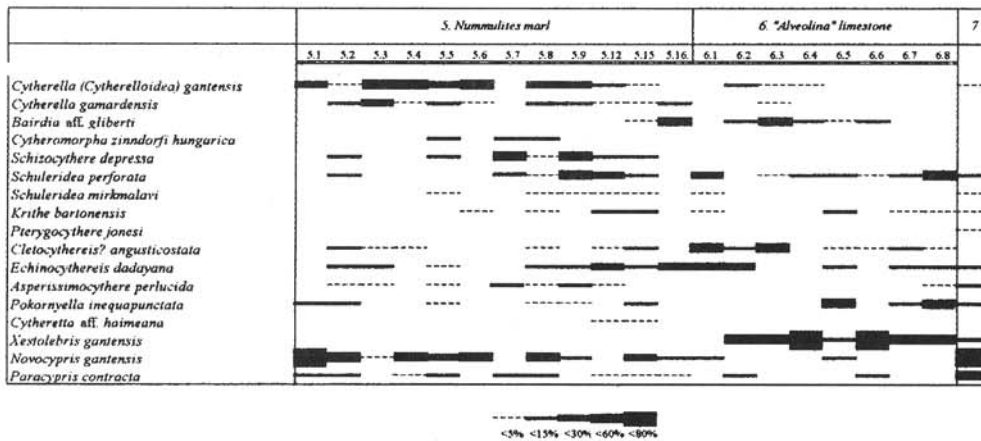 5. Nummulites marl 6. "Alveolina" limestone 7
5.1 5.2 5.3 5.4 5.5 5.6 5.7 5.8 5.9 5.12 5.15 5.16. 6.1 6.2 6.3 6.4 6.5 6.6 6.7 6.8
Cytherella (Cytherelloidea) gantensis
Cytherella gamardensis
Bairdia aff. gliberti
Cytheromorpha zinndorfi hungarica
Schizocythere depressa
Schuleridea perforata
Schuleridea mirkmalavi
Krithe bartonensis
Pterygocythere jonesi
Cletocythereis? angusticostata
Echinocythereis dadayana
Asperissimocythere perlucida
Pokornyella inequapunctata
Cytheretta aff. haimeana
Xestolebris gantensis
Novocypris gantensis
Paracypris contracta
<5% <15% <30% <60% <80%